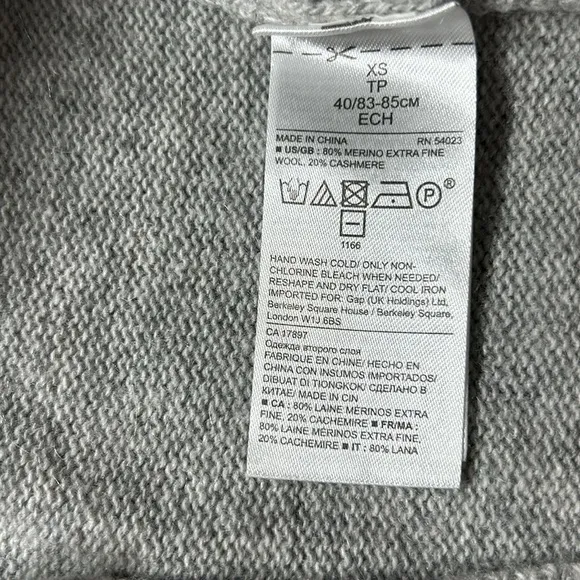 XS
TP
40/83-85CM
ECH
MADE IN CHINA RN 54023
■ US/GB : 80% MERINO EXTRA FINE
WOOL, 20% CASHMERE
P ®
1166
HAND WASH COLD/ ONLY NON-
CHLORINE BLEACH WHEN NEEDED/
RESHAPE AND DRY FLAT/ COOL IRON
IMPORTED FOR: Gap (UK Holdings) Ltd,
Berkeley Square House / Berkeley Square,
London W1J 6BS
CA 17897
Одежда второго слоя
FABRIQUE EN CHINE/ HECHO EN
CHINA CON INSUMOS IMPORTADOS/
DIBUAT DI TIONGKOK/ СДЕЛАНО В
КИТАЕ/ MADE IN CIN
■ CA : 80% LAINE MÉRINOS EXTRA
FINE, 20% CACHEMIRE ■ FR/MA :
80% LAINE MÉRINOS EXTRA FINE,
20% CACHEMIRE ■ IT : 80% LANA